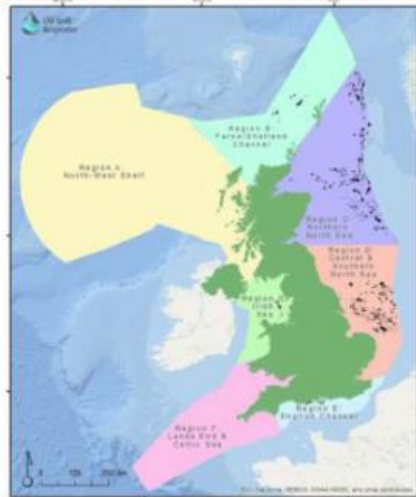 Oil Spill
Response
Region B:
Faroe/Shetland
Channel
Region A:
North-West Shelf
Region C:
Northern
North Sea
Region D:
Central &
Southern
North Sea
Irish
Sea
Region E:
English Channel
Region F:
Lands End &
Celtic Sea
0